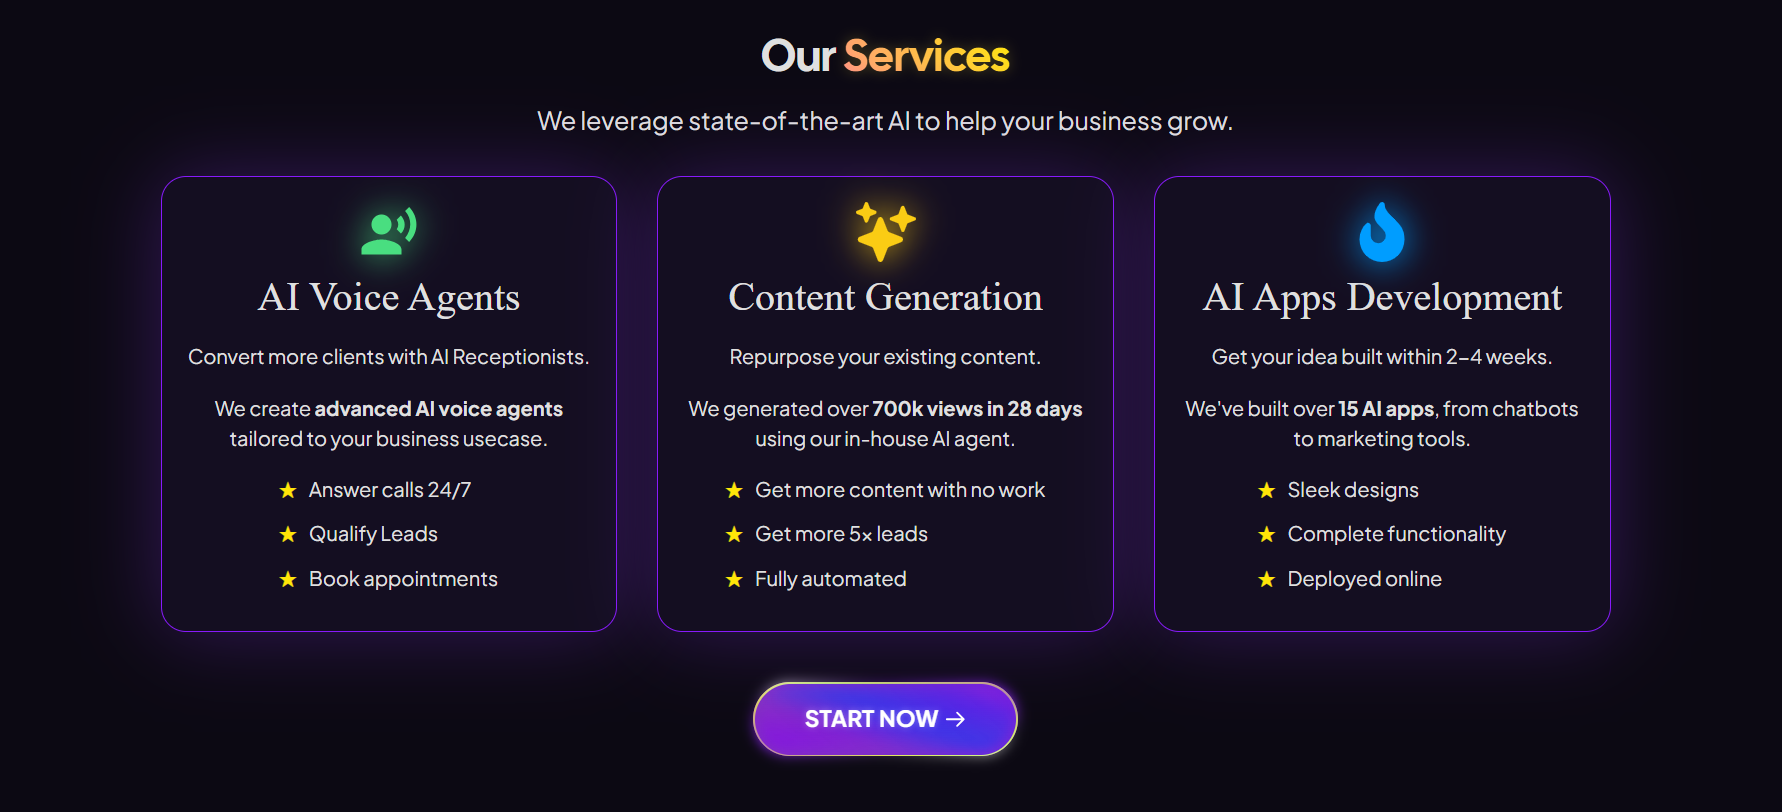 Our Services
We leverage state-of-the-art AI to help your business grow.
AI Voice Agents
Convert more clients with AI Receptionists.
We create advanced AI voice agents
tailored to your business usecase.
★ Answer calls 24/7
★ Qualify Leads
★ Book appointments
Content Generation
Repurpose your existing content.
We generated over 700k views in 28 days
using our in-house AI agent.
★ Get more content with no work
★ Get more 5x leads
★ Fully automated
AI Apps Development
Get your idea built within 2–4 weeks.
We've built over 15 AI apps, from chatbots
to marketing tools.
★ Sleek designs
★ Complete functionality
★ Deployed online
START NOW →